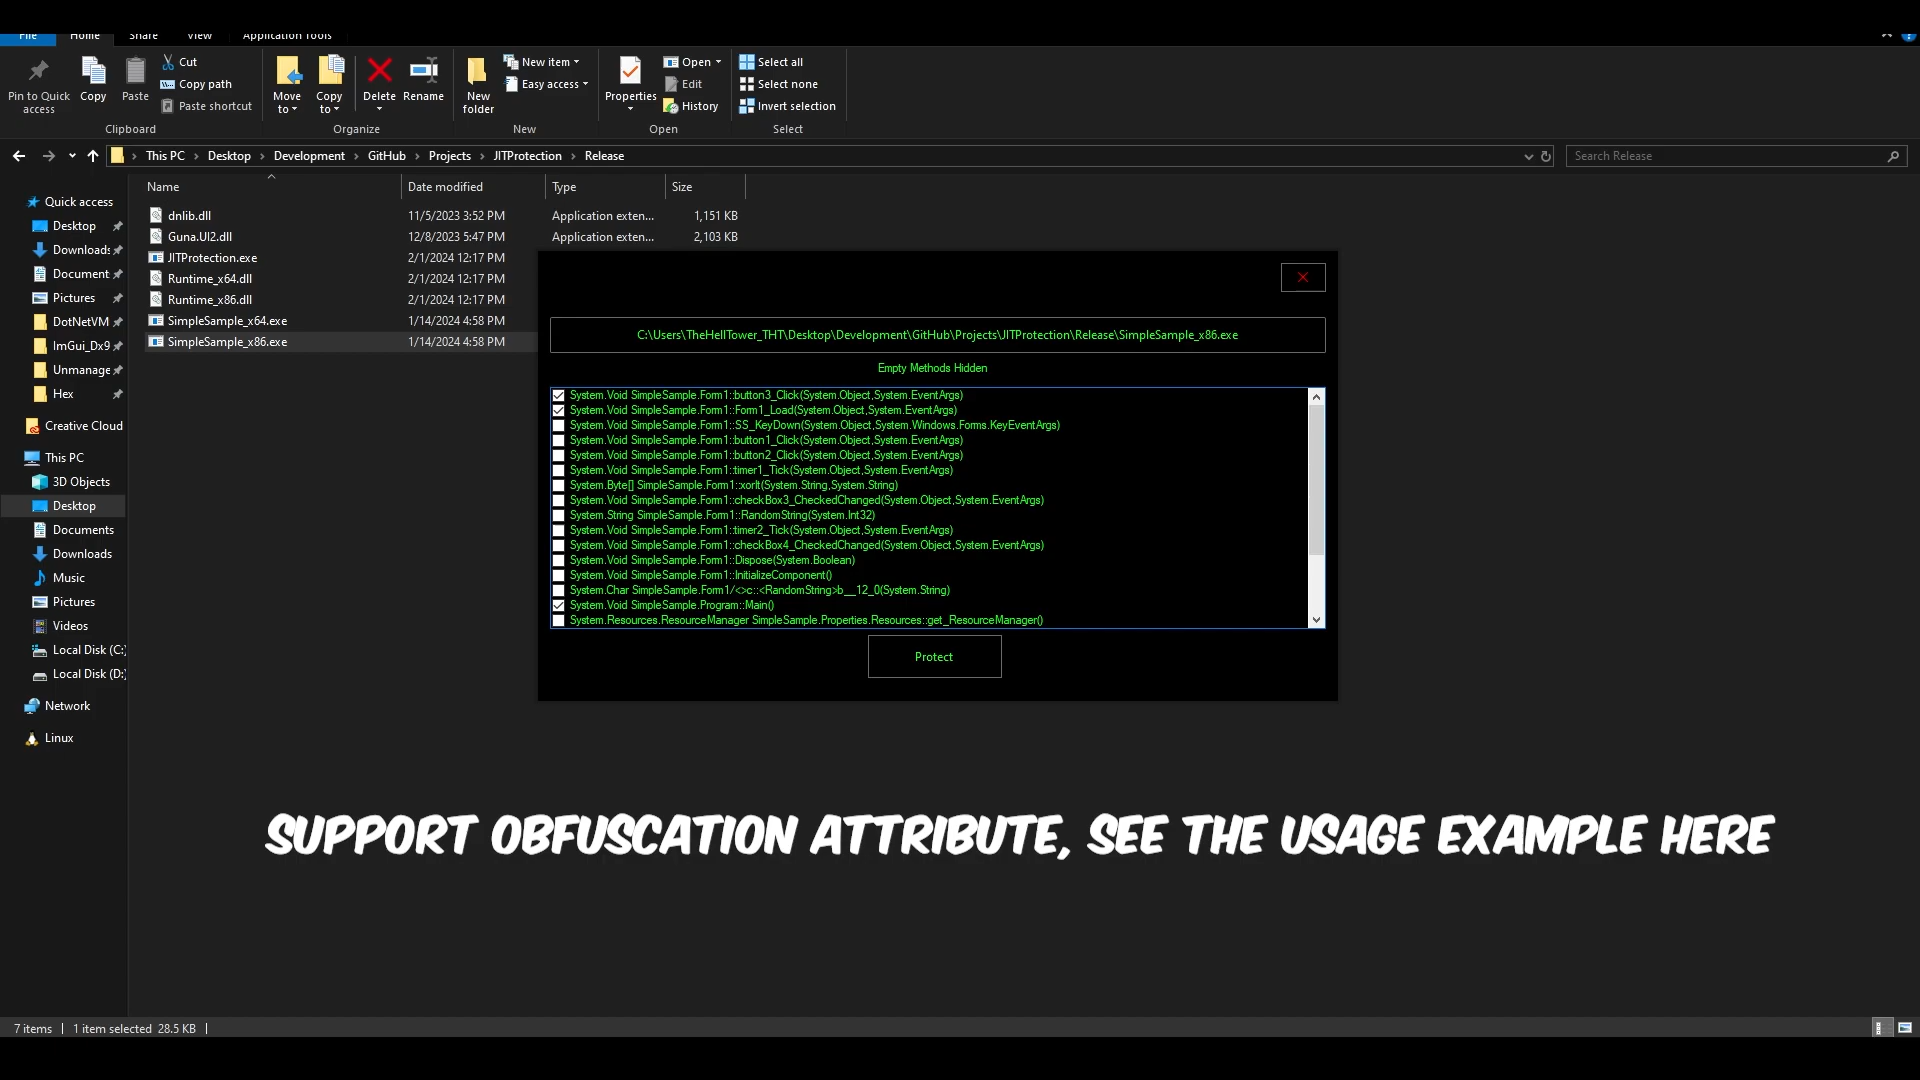 File Home Share View Application Tools
Pin to Quick access
Copy
Paste
Cut
Copy path
Paste shortcut
Clipboard
Move to
Copy to
Delete
Rename
Organize
New folder
New item
Easy access
New
Properties
Open
Edit
History
Open
Select all
Select none
Invert selection
Select
This PC > Desktop > Development > GitHub > Projects > JITProtection > Release
Search Release
Quick access
Desktop
Downloads
Document
Pictures
DotNetVM
ImGui_Dx9
Unmanage
Hex
Creative Cloud
This PC
3D Objects
Desktop
Documents
Downloads
Music
Pictures
Videos
Local Disk (C:)
Local Disk (D:)
Network
Linux
Name Date modified Type Size
dnlib.dll 11/5/2023 3:52 PM Application exten... 1,151 KB
Guna.UI2.dll 12/8/2023 5:47 PM Application exten... 2,103 KB
JITProtection.exe 2/1/2024 12:17 PM
Runtime_x64.dll 2/1/2024 12:17 PM
Runtime_x86.dll 2/1/2024 12:17 PM
SimpleSample_x64.exe 1/14/2024 4:58 PM
SimpleSample_x86.exe 1/14/2024 4:58 PM
C:\Users\TheHellTower_THT\Desktop\Development\GitHub\Projects\JITProtection\Release\SimpleSample_x86.exe
Empty Methods Hidden
System.Void SimpleSample.Form1::button3_Click(System.Object,System.EventArgs)
System.Void SimpleSample.Form1::Form1_Load(System.Object,System.EventArgs)
System.Void SimpleSample.Form1::SS_KeyDown(System.Object,System.Windows.Forms.KeyEventArgs)
System.Void SimpleSample.Form1::button1_Click(System.Object,System.EventArgs)
System.Void SimpleSample.Form1::button2_Click(System.Object,System.EventArgs)
System.Void SimpleSample.Form1::timer1_Tick(System.Object,System.EventArgs)
System.Byte[] SimpleSample.Form1::xorIt(System.String,System.String)
System.Void SimpleSample.Form1::checkBox3_CheckedChanged(System.Object,System.EventArgs)
System.String SimpleSample.Form1::RandomString(System.Int32)
System.Void SimpleSample.Form1::timer2_Tick(System.Object,System.EventArgs)
System.Void SimpleSample.Form1::checkBox4_CheckedChanged(System.Object,System.EventArgs)
System.Void SimpleSample.Form1::Dispose(System.Boolean)
System.Void SimpleSample.Form1::InitializeComponent()
System.Char SimpleSample.Form1/<>c::<RandomString>b__12_0(System.String)
System.Void SimpleSample.Program::Main()
System.Resources.ResourceManager SimpleSample.Properties.Resources::get_ResourceManager()
Protect
SUPPORT OBFUSCATION ATTRIBUTE, SEE THE USAGE EXAMPLE HERE
7 items 1 item selected 28.5 KB